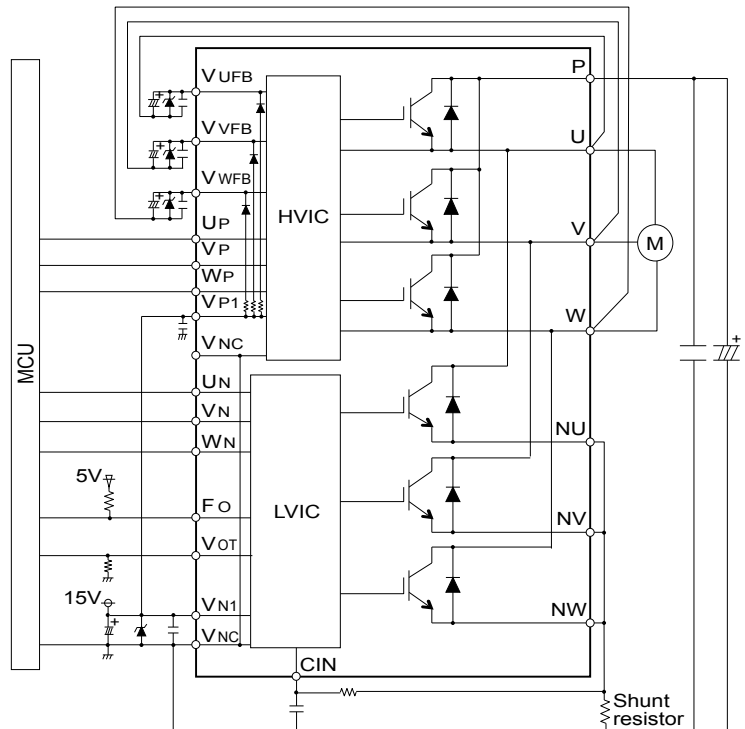 VUFB
VVFB
VWFB
UP
VP
WP
VP1
VNC
UN
VN
WN
FO
VOT
VN1
VNC
CIN
5V
15V
+
+
+
+
+
MCU
HVIC
LVIC
P
U
V
W
M
NU
NV
NW
Shunt
resistor